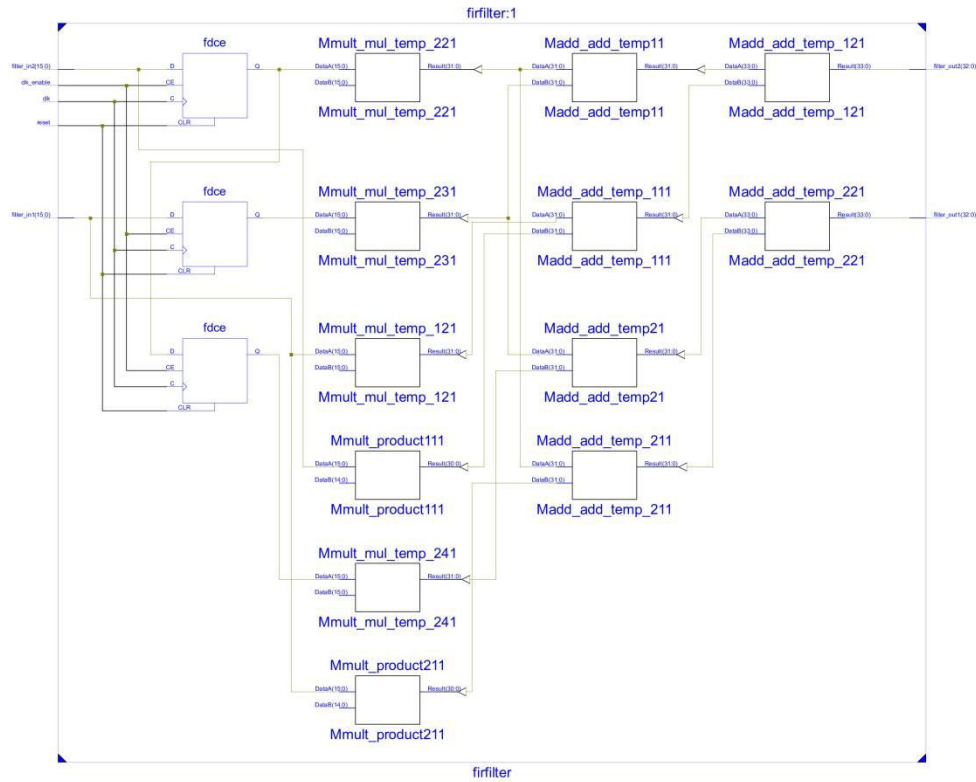 firfilter:1
fdce
Mmult_mul_temp_221
Madd_add_temp11
Madd_add_temp_121
filter_in2(15:0)
D
Q
DataA(15:0)
Result(31:0)
DataA(31:0)
Result(31:0)
DataA(33:0)
Result(33:0)
filter_out2(32:0)
clk_enable
CE
DataB(15:0)
DataB(31:0)
DataB(33:0)
clk
C
reset
CLR
Mmult_mul_temp_221
Madd_add_temp11
Madd_add_temp_121
fdce
Mmult_mul_temp_231
Madd_add_temp_111
Madd_add_temp_221
filter_in1(15:0)
D
Q
DataA(15:0)
Result(31:0)
DataA(31:0)
Result(31:0)
DataA(33:0)
Result(33:0)
filter_out1(32:0)
CE
DataB(15:0)
DataB(31:0)
DataB(33:0)
C
CLR
Mmult_mul_temp_231
Madd_add_temp_111
Madd_add_temp_221
fdce
Mmult_mul_temp_121
Madd_add_temp21
D
Q
DataA(15:0)
Result(31:0)
DataA(31:0)
Result(31:0)
CE
DataB(15:0)
DataB(31:0)
C
CLR
Mmult_mul_temp_121
Madd_add_temp21
Mmult_product111
Madd_add_temp_211
DataA(15:0)
Result(30:0)
DataA(31:0)
Result(31:0)
DataB(14:0)
DataB(31:0)
Mmult_product111
Madd_add_temp_211
Mmult_mul_temp_241
DataA(15:0)
Result(31:0)
DataB(15:0)
Mmult_mul_temp_241
Mmult_product211
DataA(15:0)
Result(30:0)
DataB(14:0)
Mmult_product211
firfilter